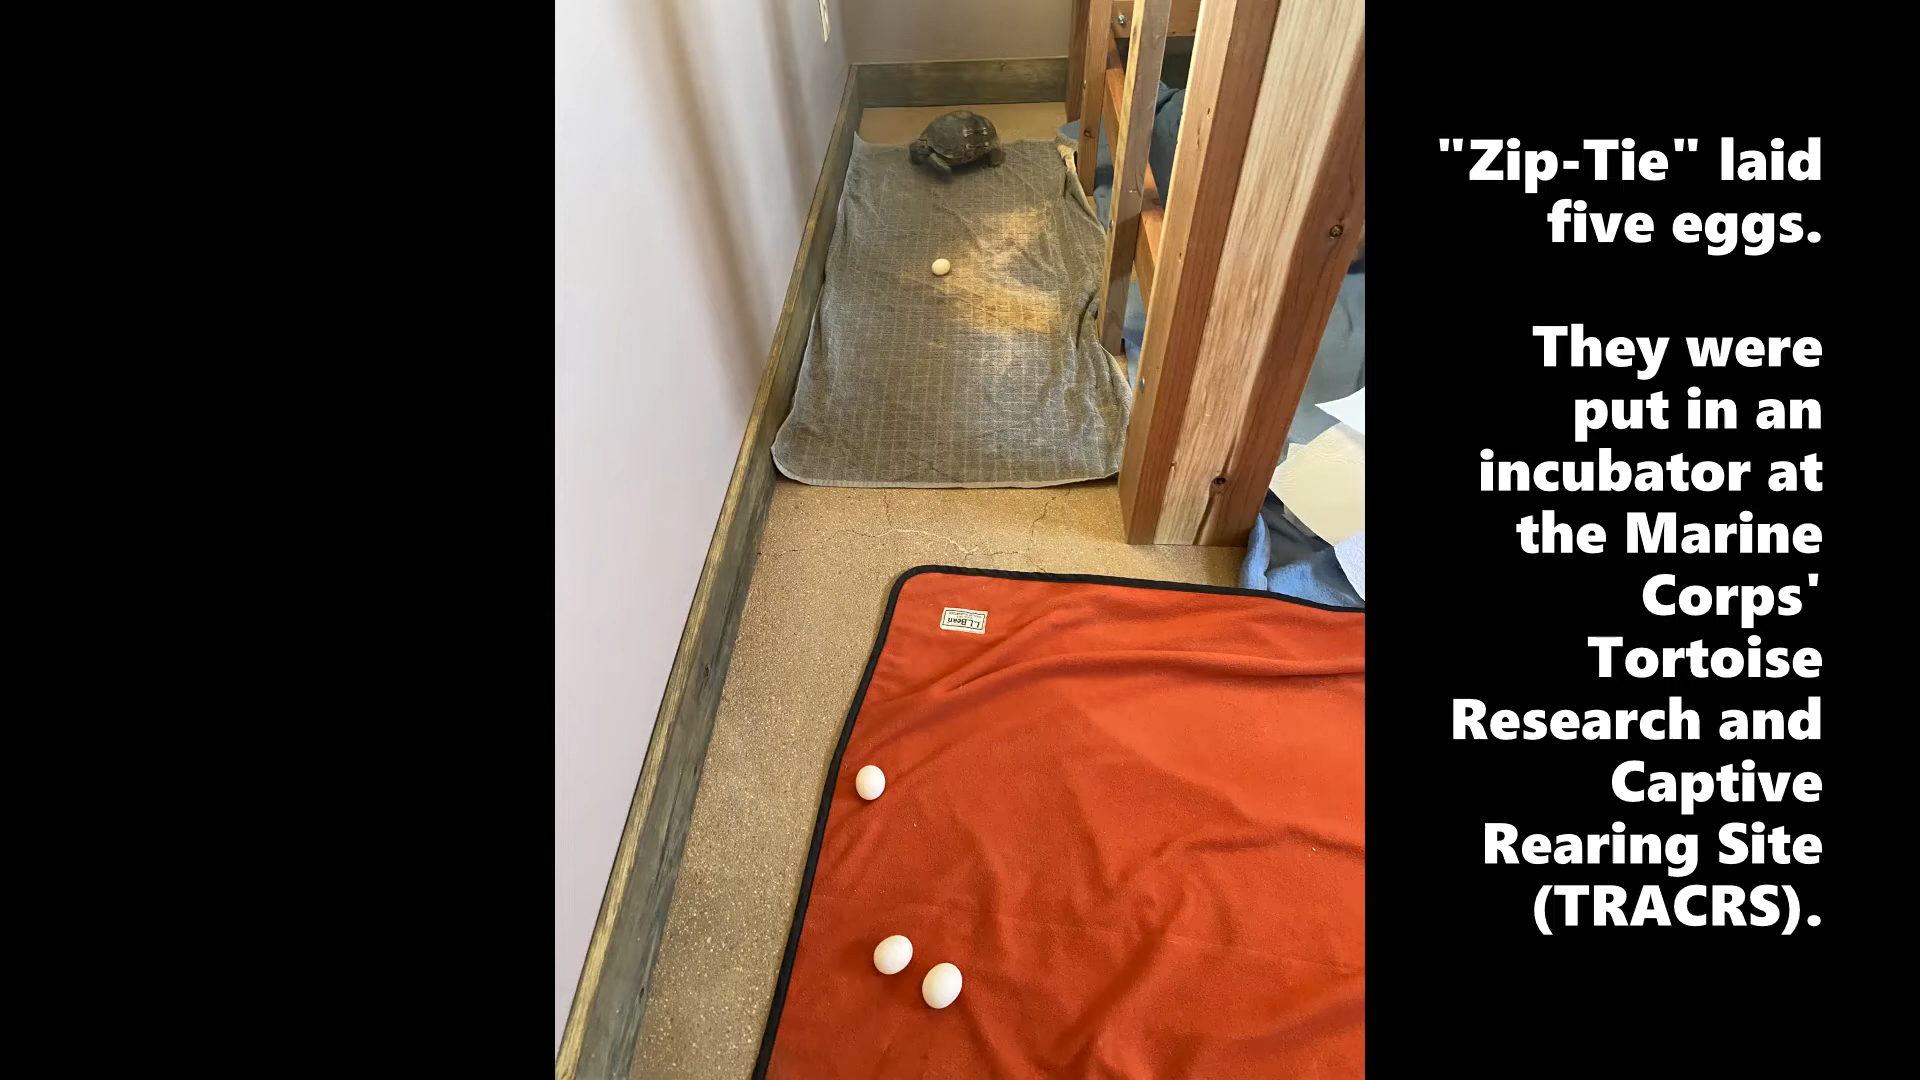 "Zip-Tie" laid
five eggs.
They were
put in an
incubator at
the Marine
Corps'
Tortoise
Research and
Captive
Rearing Site
(TRACRS).
L.L.Bean